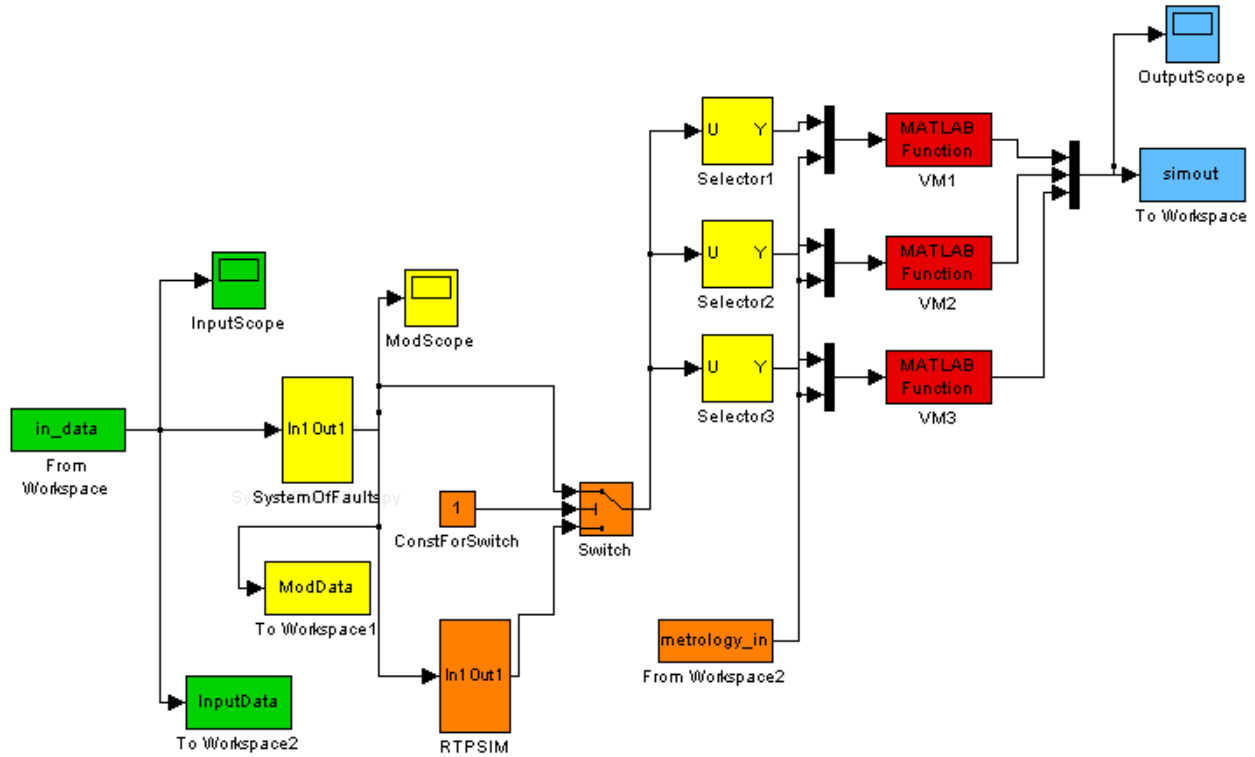 OutputScope
U Y
Selector1
MATLAB
Function
VM1
simout
To Workspace
U Y
Selector2
MATLAB
Function
VM2
InputScope
ModScope
U Y
Selector3
MATLAB
Function
VM3
in_data
From
Workspace
In1 Out1
SystemOfFaults
1
ConstForSwitch
Switch
ModData
To Workspace1
metrology_in
From Workspace2
In1 Out1
RTPSIM
InputData
To Workspace2